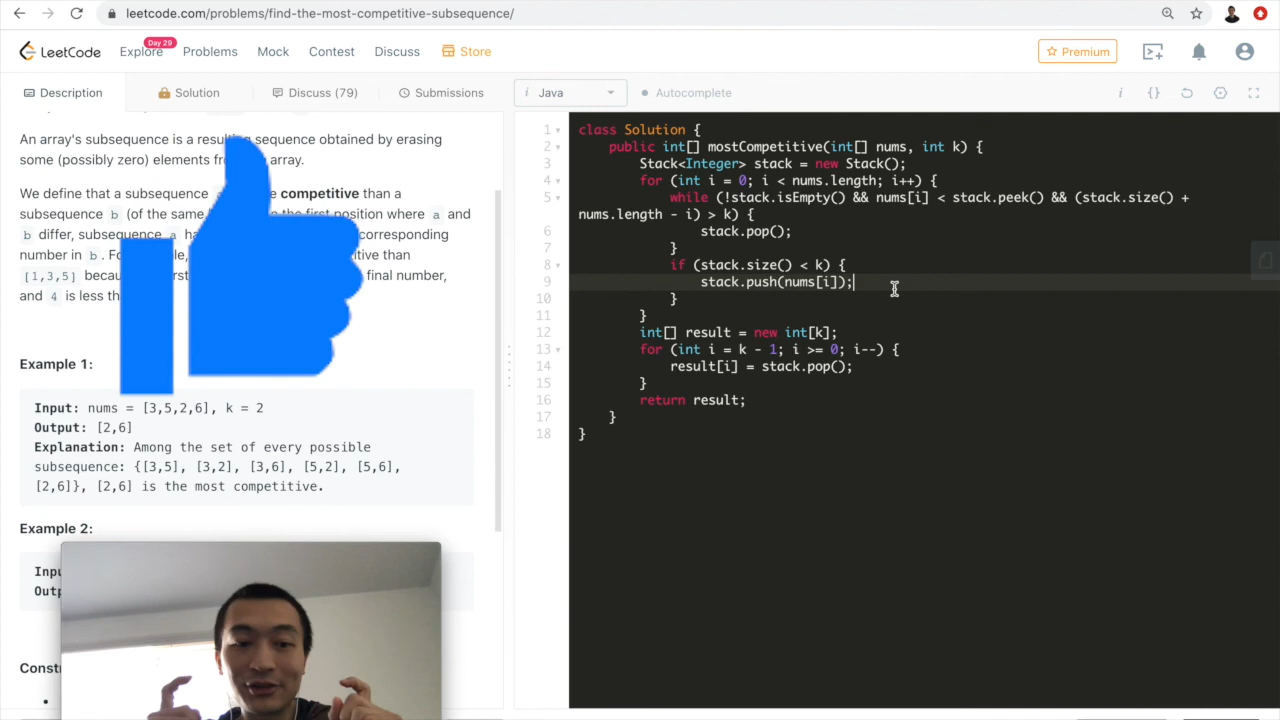 leetcode.com/problems/find-the-most-competitive-subsequence/
LeetCode
Explore
Day 29
Problems
Mock
Contest
Discuss
Store
Premium
Description
Solution
Discuss (79)
Submissions
i Java
Autocomplete
An array's subsequence is a resulting sequence obtained by erasing
some (possibly zero) elements array.
We define that a subsequence competitive than a
subsequence b (of the same the first position where a and
b differ, subsequence a corresponding
number in b. than
[1,3,5] final number,
and 4 is less
Example 1:
Input: nums = [3,5,2,6], k = 2
Output: [2,6]
Explanation: Among the set of every possible
subsequence: {[3,5], [3,2], [3,6], [5,2], [5,6],
[2,6]}, [2,6] is the most competitive.
Example 2:
1 class Solution {
2 public int[] mostCompetitive(int[] nums, int k) {
3 Stack<Integer> stack = new Stack();
4 for (int i = 0; i < nums.length; i++) {
5 while (!stack.isEmpty() && nums[i] < stack.peek() && (stack.size() +
nums.length - i) > k) {
6 stack.pop();
7 }
8 if (stack.size() < k) {
9 stack.push(nums[i]);
10 }
11 }
12 int[] result = new int[k];
13 for (int i = k - 1; i >= 0; i--) {
14 result[i] = stack.pop();
15 }
16 return result;
17 }
18 }